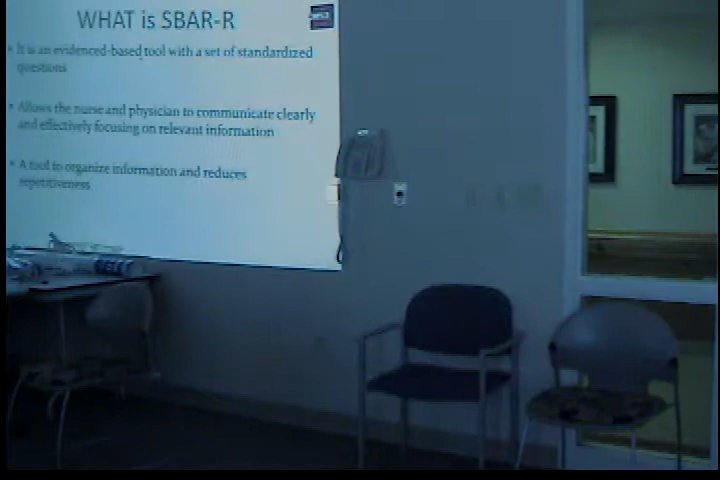 WHAT is SBAR-R
• It is an evidenced-based tool with a set of standardized
questions
• Allows the nurse and physician to communicate clearly
and effectively focusing on relevant information
• A tool to organize information and reduces
repetitiveness